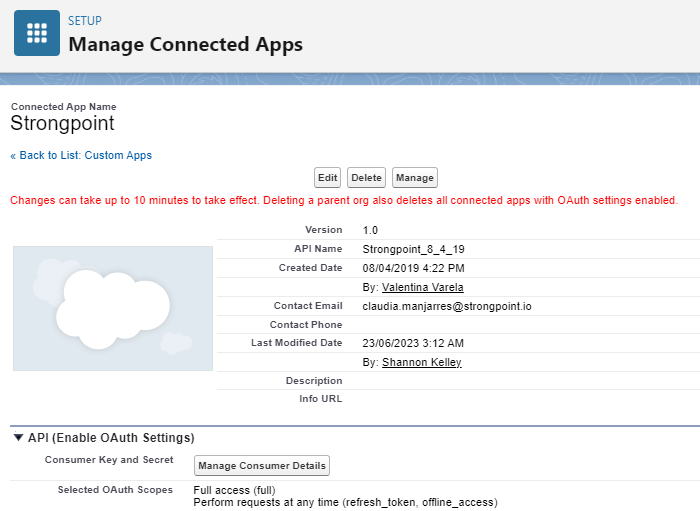 SETUP
Manage Connected Apps
Connected App Name
Strongpoint
« Back to List: Custom Apps
Edit Delete Manage
Changes can take up to 10 minutes to take effect. Deleting a parent org also deletes all connected apps with OAuth settings enabled.
Version 1.0
API Name Strongpoint_8_4_19
Created Date 08/04/2019 4:22 PM
By: Valentina Varela
Contact Email claudia.manjarres@strongpoint.io
Contact Phone
Last Modified Date 23/06/2023 3:12 AM
By: Shannon Kelley
Description
Info URL
API (Enable OAuth Settings)
Consumer Key and Secret Manage Consumer Details
Selected OAuth Scopes Full access (full)
Perform requests at any time (refresh_token, offline_access)